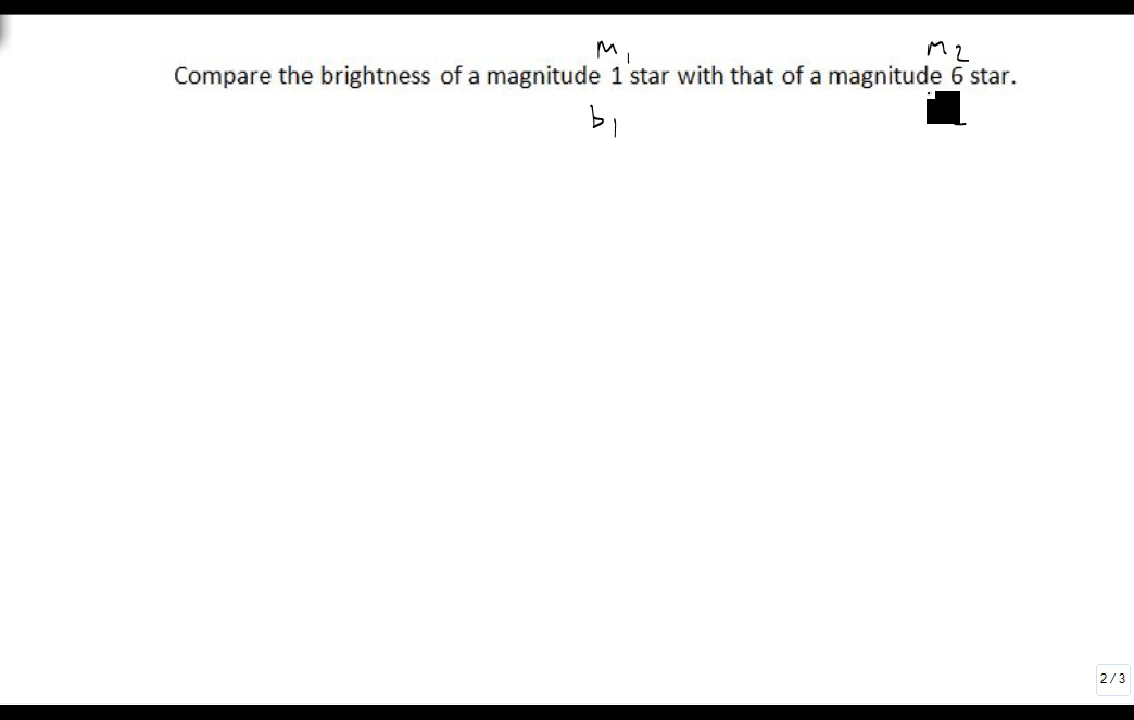 m1 m2
Compare the brightness of a magnitude 1 star with that of a magnitude 6 star.
b1
2/3